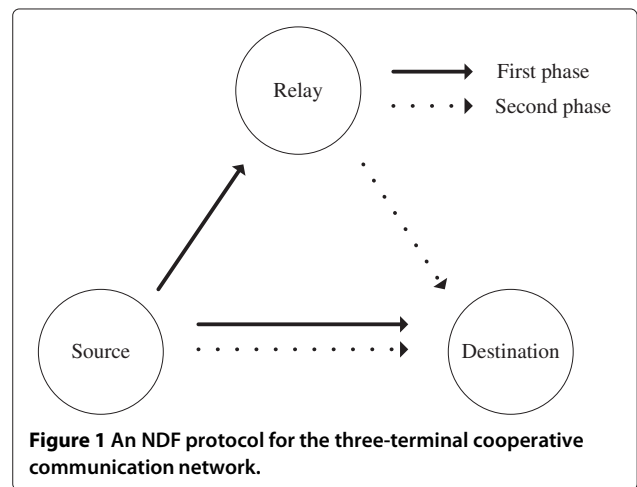 Relay
First phase
Second phase
Source
Destination
Figure 1 An NDF protocol for the three-terminal cooperative
communication network.